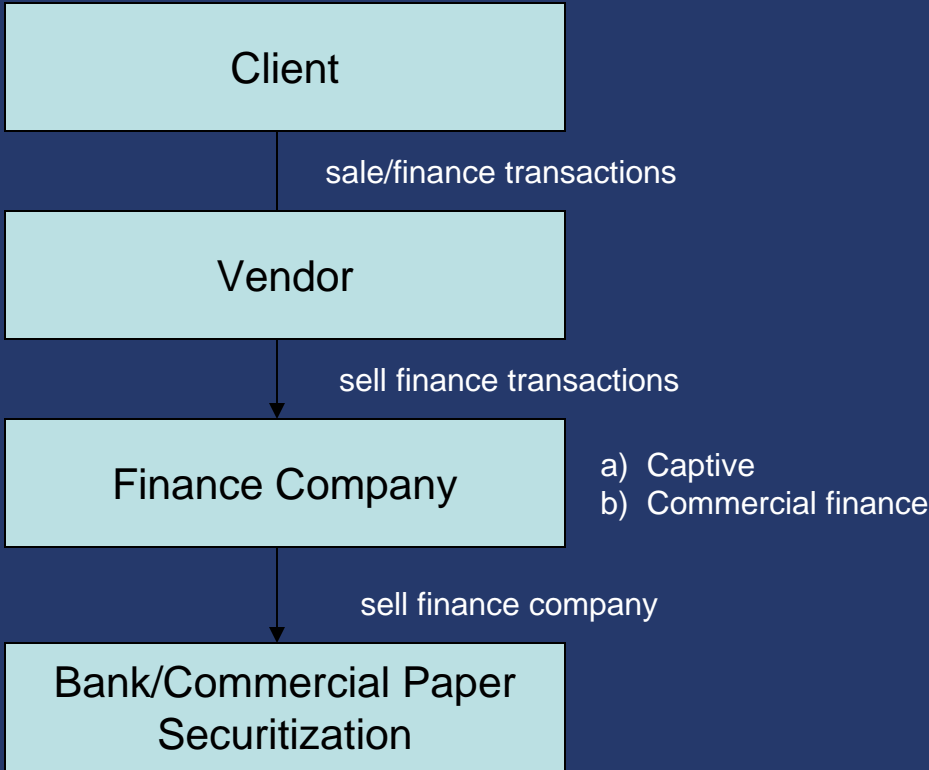 Client
sale/finance transactions
Vendor
sell finance transactions
Finance Company
a) Captive
b) Commercial finance
sell finance company
Bank/Commercial Paper
Securitization